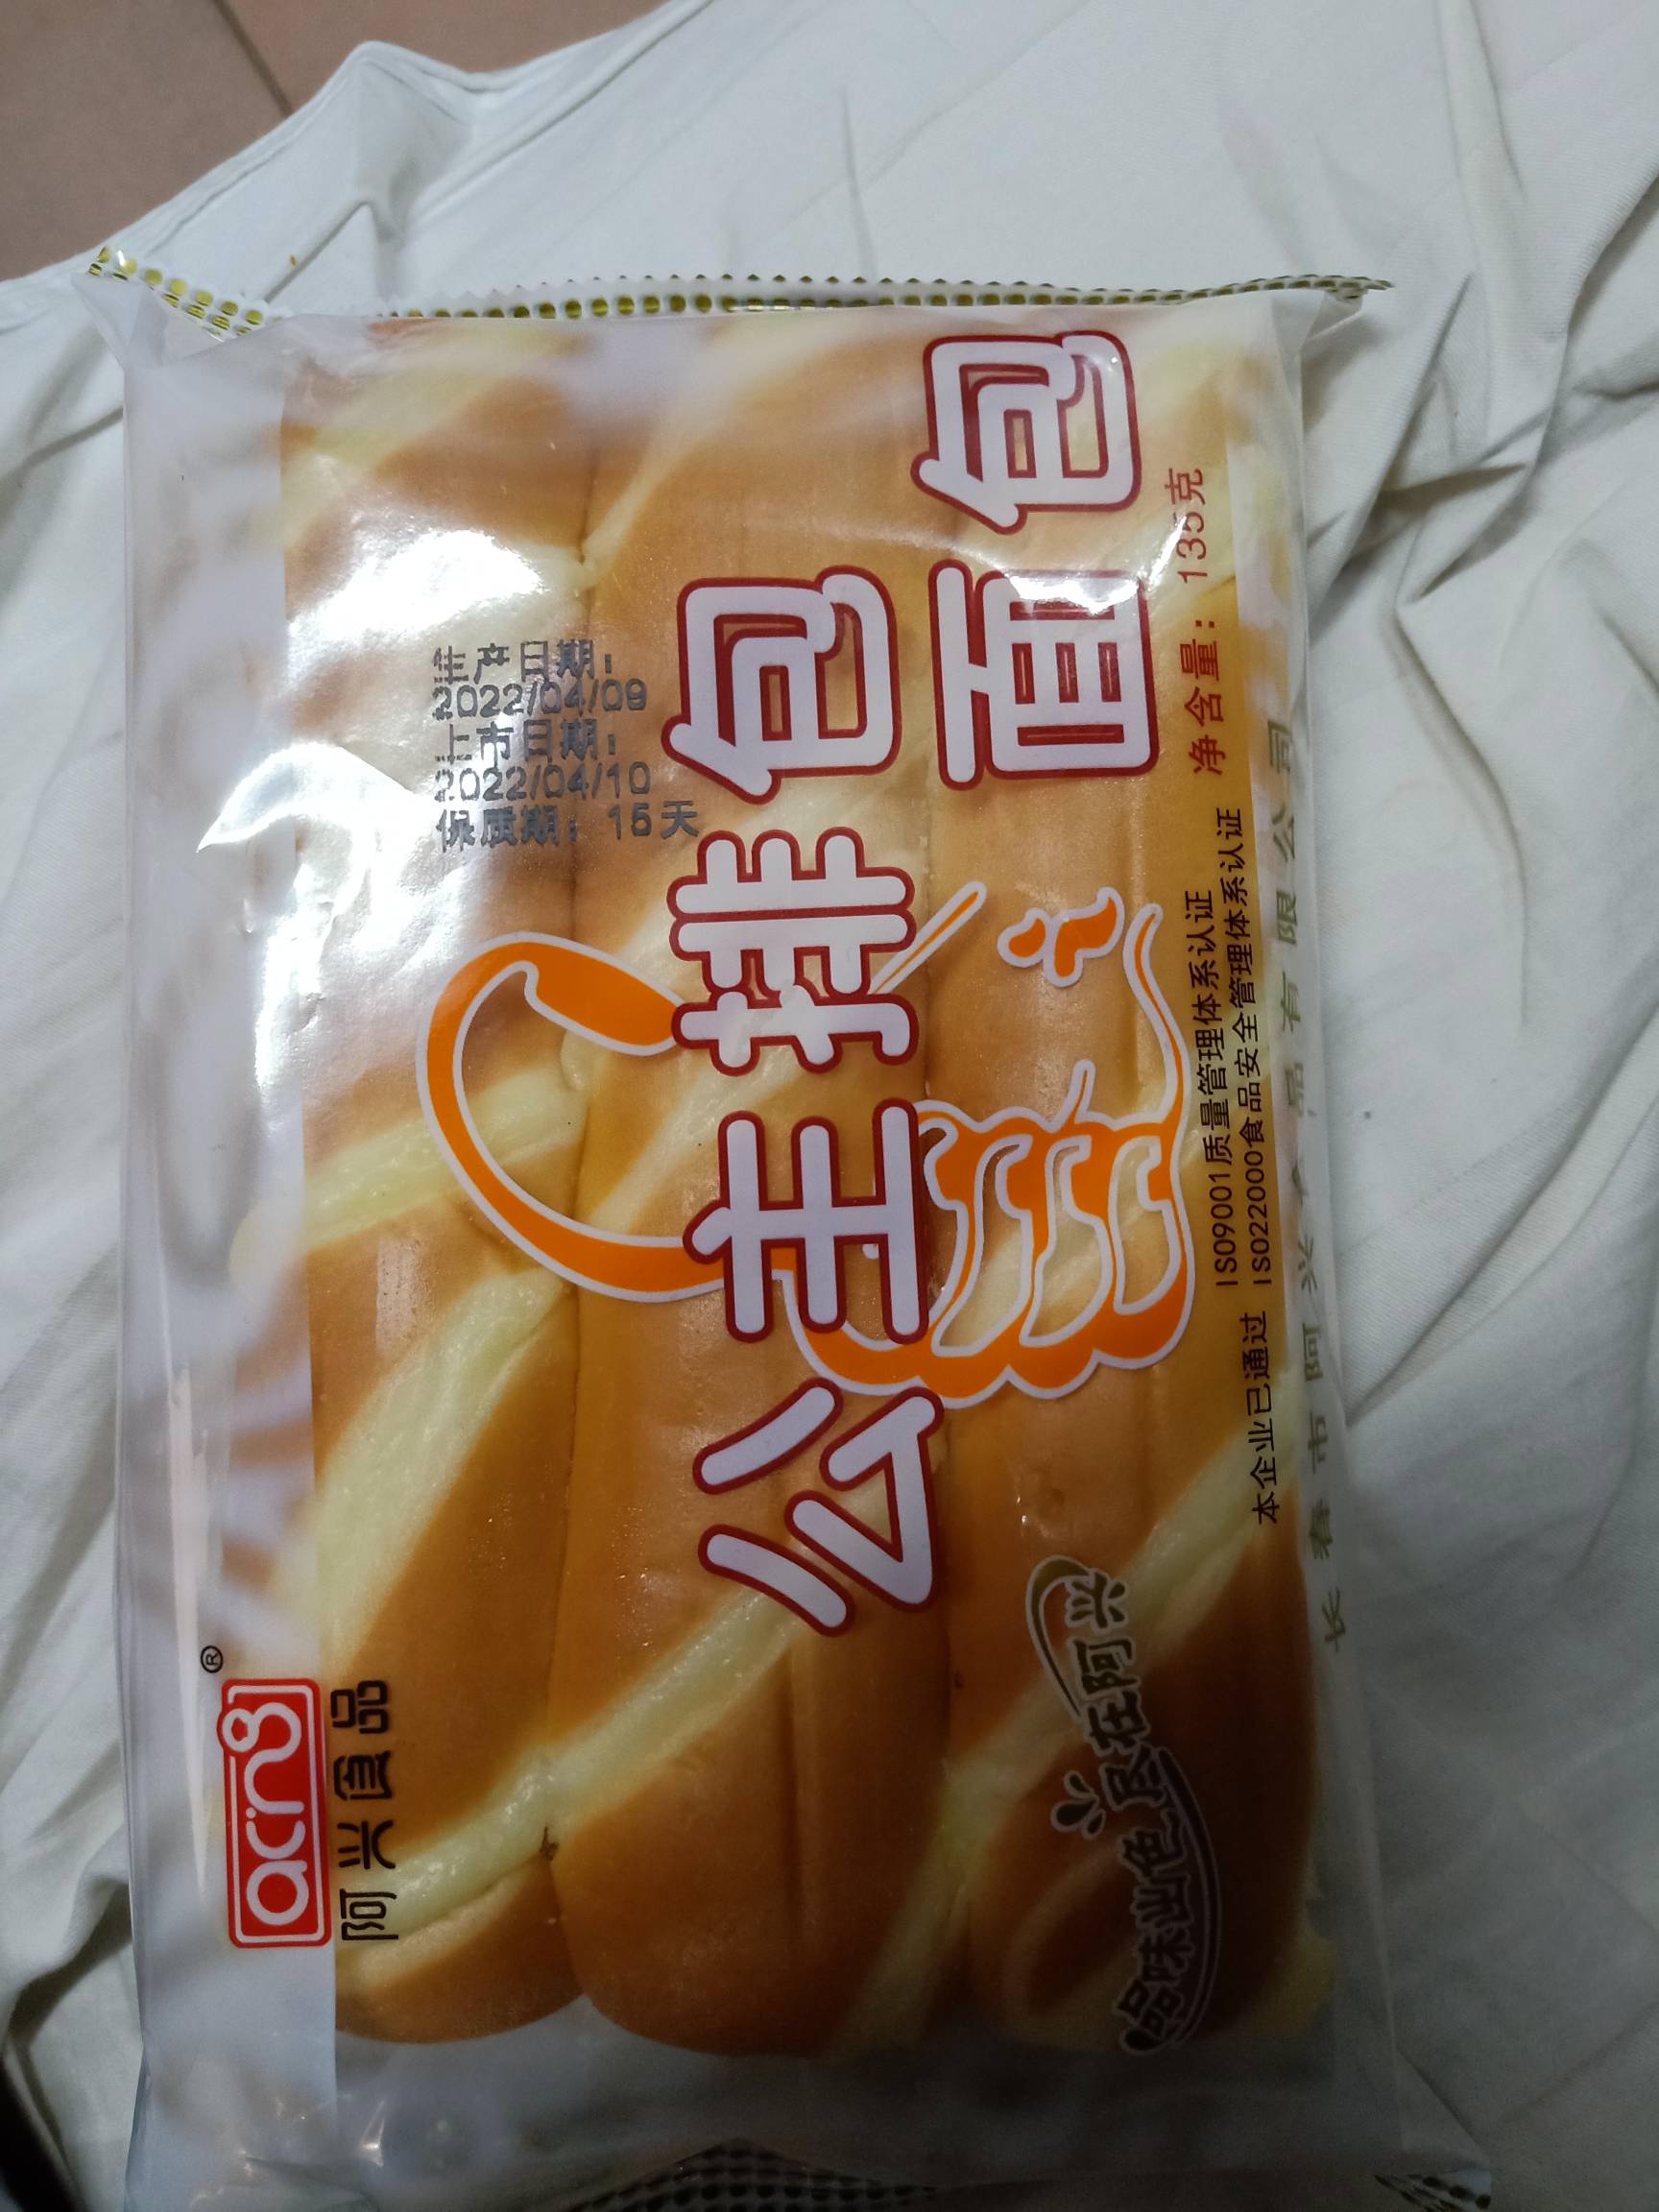 acn8®
阿兴食品
生产日期：
2022/04/09
上市日期：
2022/04/10
保质期：15天
公主排包
面包
净含量：135克
本企业已通过 ISO9001质量管理体系认证
ISO22000食品安全管理体系认证
品味出色尽在阿兴
长春市阿兴食品有限公司